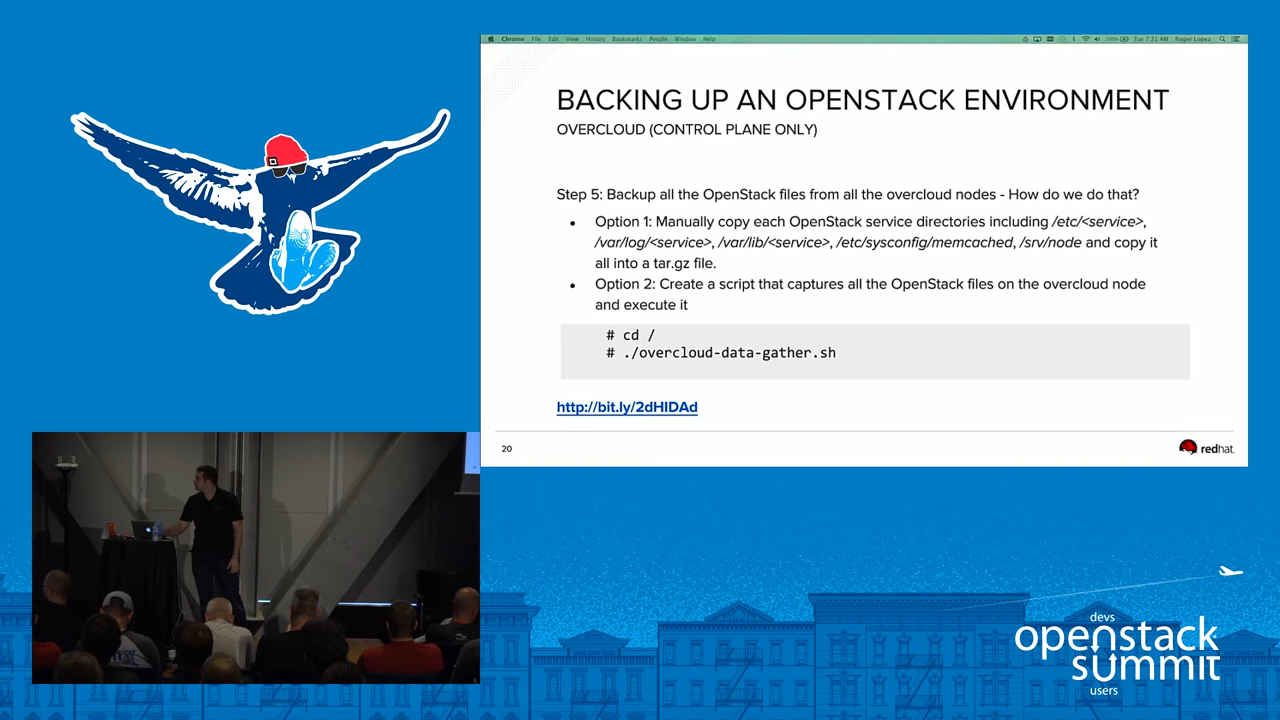 Chrome File Edit View History Bookmarks People Window Help
100% Tue 7:31 AM Roger Lopez
BACKING UP AN OPENSTACK ENVIRONMENT
OVERCLOUD (CONTROL PLANE ONLY)
Step 5: Backup all the OpenStack files from all the overcloud nodes - How do we do that?
• Option 1: Manually copy each OpenStack service directories including /etc/<service>,
/var/log/<service>, /var/lib/<service>, /etc/sysconfig/memcached, /srv/node and copy it
all into a tar.gz file.
• Option 2: Create a script that captures all the OpenStack files on the overcloud node
and execute it
# cd /
# ./overcloud-data-gather.sh
http://bit.ly/2dHIDAd
20
redhat.
devs
openstack
summit
users